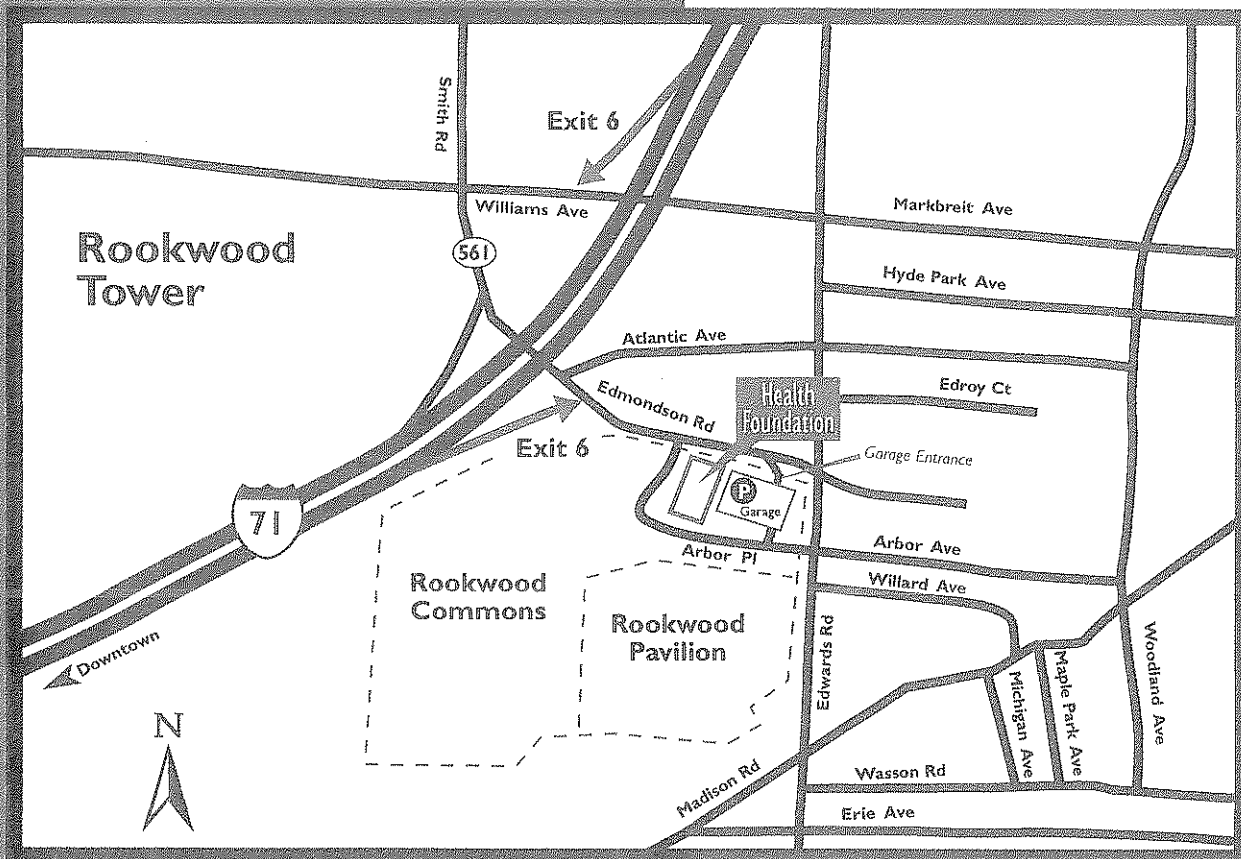 Smith Rd
Exit 6
Williams Ave
Markbreit Ave
Rookwood
Tower
561
Hyde Park Ave
Atlantic Ave
Edroy Ct
Health
Foundation
Edmondson Rd
Exit 6
Garage Entrance
P
Garage
71
Arbor Pl
Arbor Ave
Willard Ave
Rookwood
Commons
Rookwood
Pavilion
Edwards Rd
Downtown
Michigan Ave
Maple Park Ave
Woodland Ave
N
Madison Rd
Wasson Rd
Erie Ave